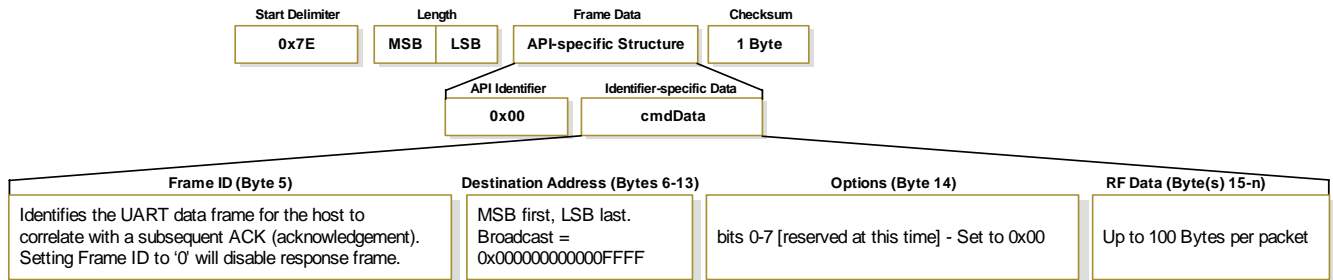 Start Delimiter Length Frame Data Checksum
0x7E MSB LSB API-specific Structure 1 Byte
API Identifier Identifier-specific Data
0x00 cmdData
Frame ID (Byte 5)
Identifies the UART data frame for the host to
correlate with a subsequent ACK (acknowledgement).
Setting Frame ID to ‘0’ will disable response frame.
Destination Address (Bytes 6-13)
MSB first, LSB last.
Broadcast =
0x000000000000FFFF
Options (Byte 14)
bits 0-7 [reserved at this time] - Set to 0x00
RF Data (Byte(s) 15-n)
Up to 100 Bytes per packet